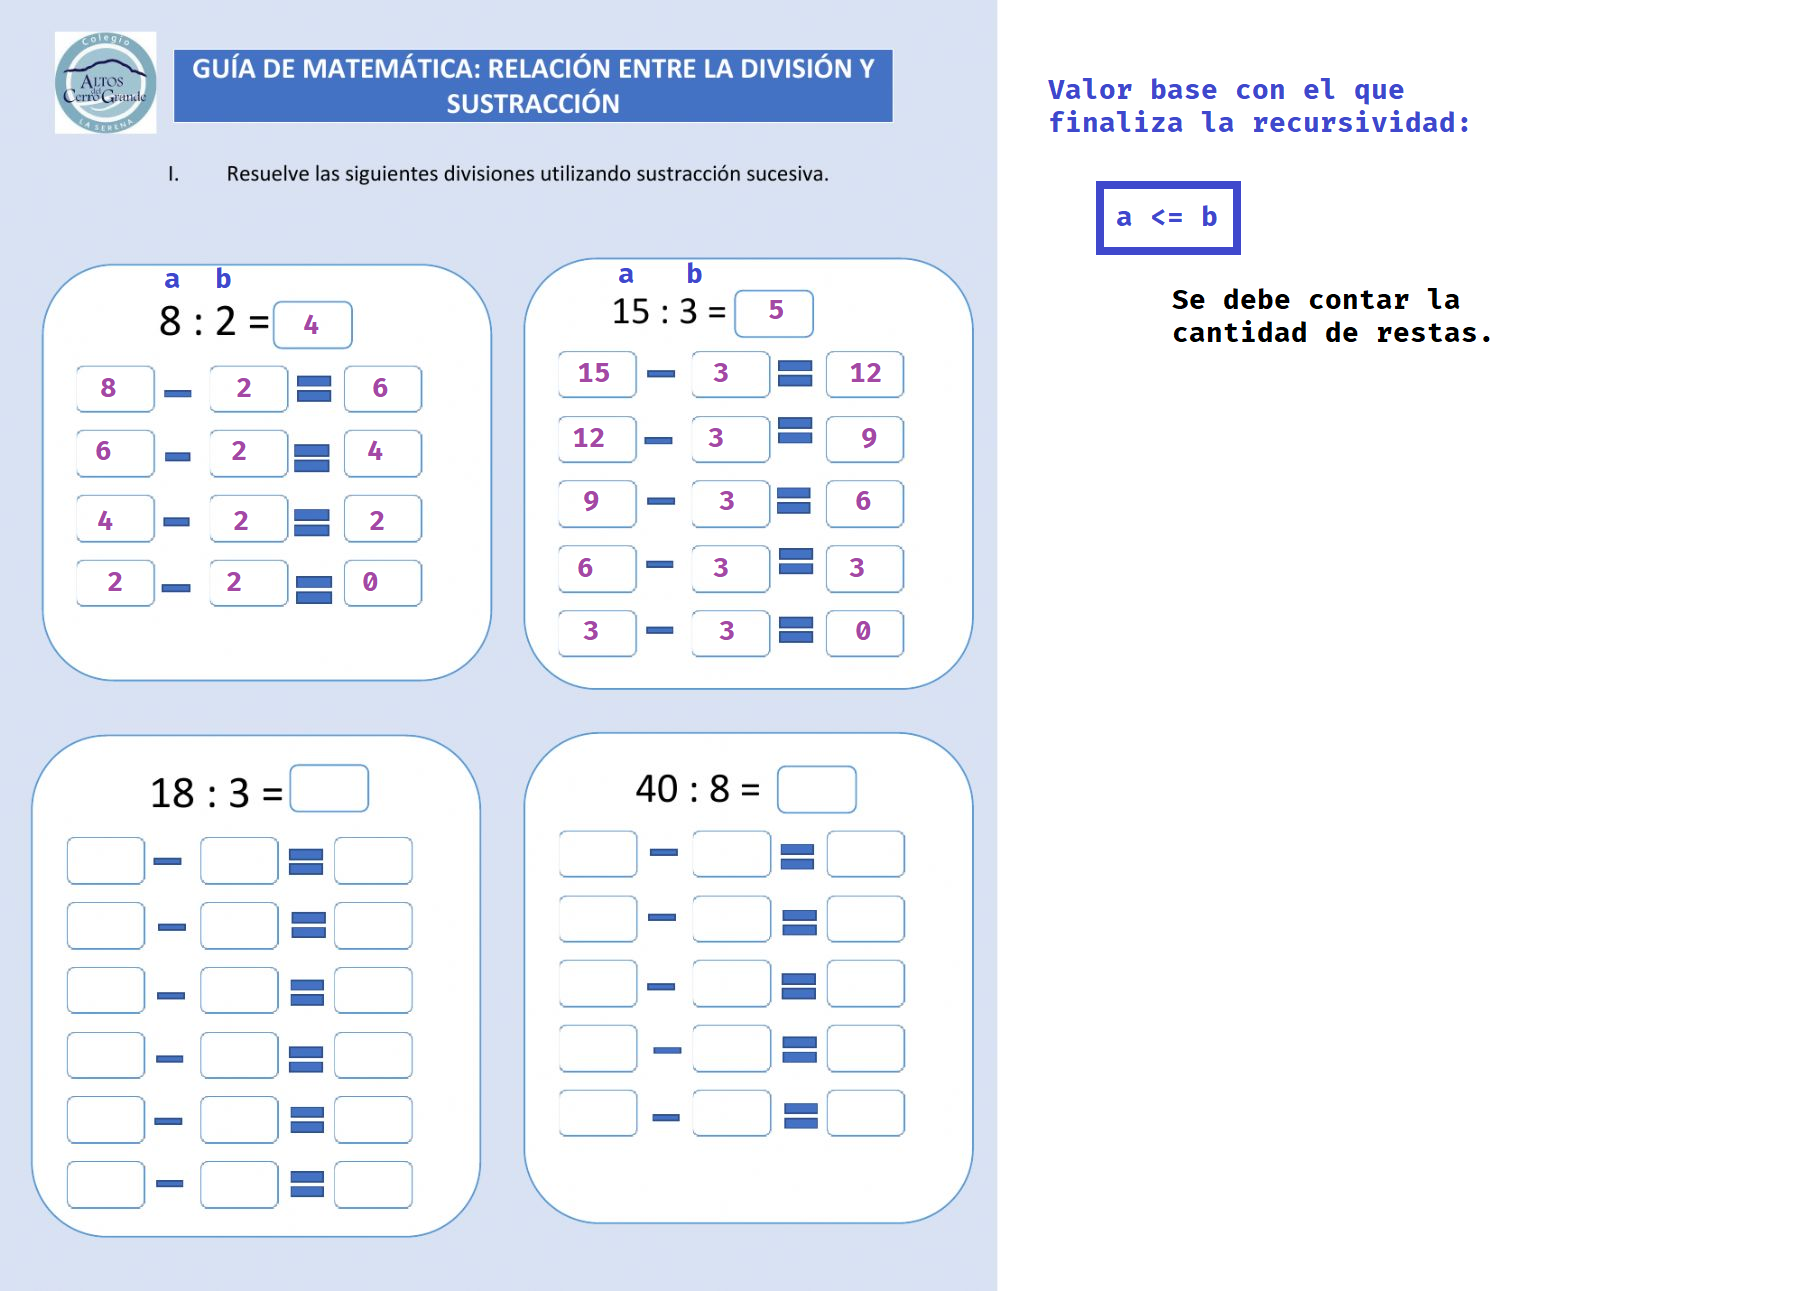 Colegio
ALTOS
del
Cerro Grande
LA SERENA
GUÍA DE MATEMÁTICA: RELACIÓN ENTRE LA DIVISIÓN Y
SUSTRACCIÓN
I. Resuelve las siguientes divisiones utilizando sustracción sucesiva.
a b
8 : 2 = 4
8 - 2 = 6
6 - 2 = 4
4 - 2 = 2
2 - 2 = 0
a b
15 : 3 = 5
15 - 3 = 12
12 - 3 = 9
9 - 3 = 6
6 - 3 = 3
3 - 3 = 0
18 : 3 =
- =
- =
- =
- =
- =
- =
40 : 8 =
- =
- =
- =
- =
- =
Valor base con el que
finaliza la recursividad:
a <= b
Se debe contar la
cantidad de restas.